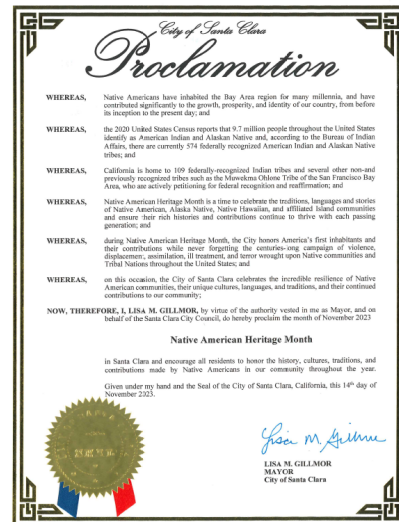 City of Santa Clara
Proclamation
WHEREAS, Native Americans have inhabited the Bay Area region for many millennia, and have
contributed significantly to the growth, prosperity, and identity of our country, from before
its inception to the present day; and
WHEREAS, the 2020 United States Census reports that 9.7 million people throughout the United States
identify as American Indian and Alaskan Native and, according to the Bureau of Indian
Affairs, there are currently 574 federally recognized American Indian and Alaskan Native
tribes; and
WHEREAS, California is home to 109 federally-recognized Indian tribes and several other non-and
previously recognized tribes such as the Muwekma Ohlone Tribe of the San Francisco Bay
Area, who are actively petitioning for federal recognition and reaffirmation; and
WHEREAS, Native American Heritage Month is a time to celebrate the traditions, languages and stories
of Native American, Alaska Native, Native Hawaiian, and affiliated Island communities
and ensure their rich histories and contributions continue to thrive with each passing
generation; and
WHEREAS, during Native American Heritage Month, the City honors America's first inhabitants and
their contributions while never forgetting the centuries-long campaign of violence,
displacement, assimilation, ill treatment, and terror wrought upon Native communities and
Tribal Nations throughout the United States; and
WHEREAS, on this occasion, the City of Santa Clara celebrates the incredible resilience of Native
American communities, their unique cultures, languages, and traditions, and their continued
contributions to our community;
NOW, THEREFORE, I, LISA M. GILLMOR, by virtue of the authority vested in me as Mayor, and on
behalf of the Santa Clara City Council, do hereby proclaim the month of November 2023
Native American Heritage Month
in Santa Clara and encourage all residents to honor the history, cultures, traditions, and
contributions made by Native Americans in our community throughout the year.
Given under my hand and the Seal of the City of Santa Clara, California, this 14th day of
November 2023.
Lisa M. Gillmor
LISA M. GILLMOR
MAYOR
City of Santa Clara
SEAL